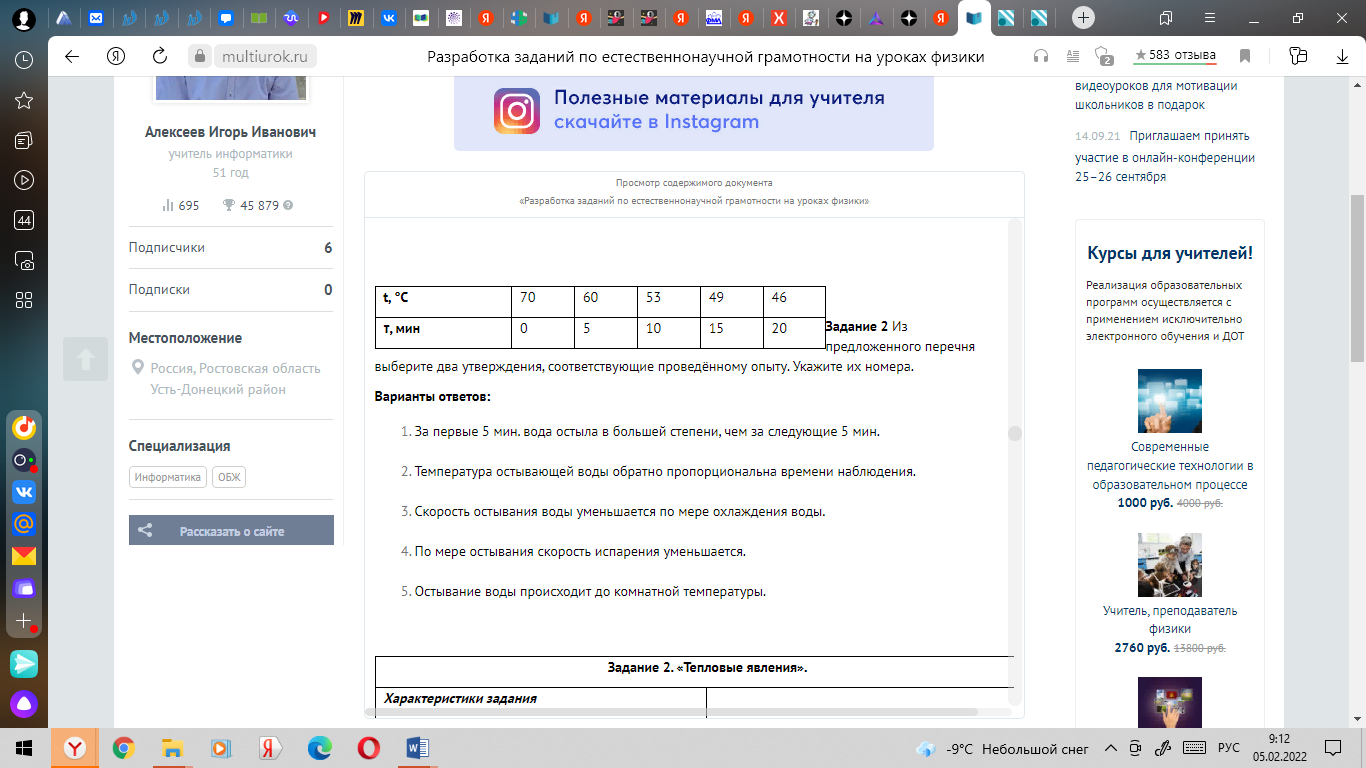 multiurok.ru
Разработка заданий по естественнонаучной грамотности на уроках физики
2
★ 583 отзыва
44
Алексеев Игорь Иванович
учитель информатики
51 год
695
45 879
Подписчики 6
Подписки 0
Местоположение
Россия, Ростовская область
Усть-Донецкий район
Специализация
Информатика
ОБЖ
Рассказать о сайте
Полезные материалы для учителя
скачайте в Instagram
Просмотр содержимого документа
«Разработка заданий по естественнонаучной грамотности на уроках физики»
t, °C 70 60 53 49 46
τ, мин 0 5 10 15 20
Задание 2 Из
предложенного перечня
выберите два утверждения, соответствующие проведённому опыту. Укажите их номера.
Варианты ответов:
1. За первые 5 мин. вода остыла в большей степени, чем за следующие 5 мин.
2. Температура остывающей воды обратно пропорциональна времени наблюдения.
3. Скорость остывания воды уменьшается по мере охлаждения воды.
4. По мере остывания скорость испарения уменьшается.
5. Остывание воды происходит до комнатной температуры.
Задание 2. «Тепловые явления».
Характеристики задания
видеоуроков для мотивации
школьников в подарок
14.09.21 Приглашаем принять
участие в онлайн-конференции
25–26 сентября
Курсы для учителей!
Реализация образовательных
программ осуществляется с
применением исключительно
электронного обучения и ДОТ
Современные
педагогические технологии в
образовательном процессе
1000 руб. 4000 руб.
Учитель, преподаватель
физики
2760 руб. 13800 руб.
-9°C Небольшой снег
РУС
9:12
05.02.2022